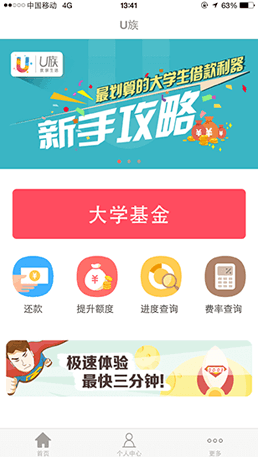 中国移动 4G 13:41 63%
U族
U族
最划算的大学生借款利器
新手攻略
大学基金
还款 提升额度 进度查询 费率查询
极速体验
最快三分钟!
首页 个人中心 更多